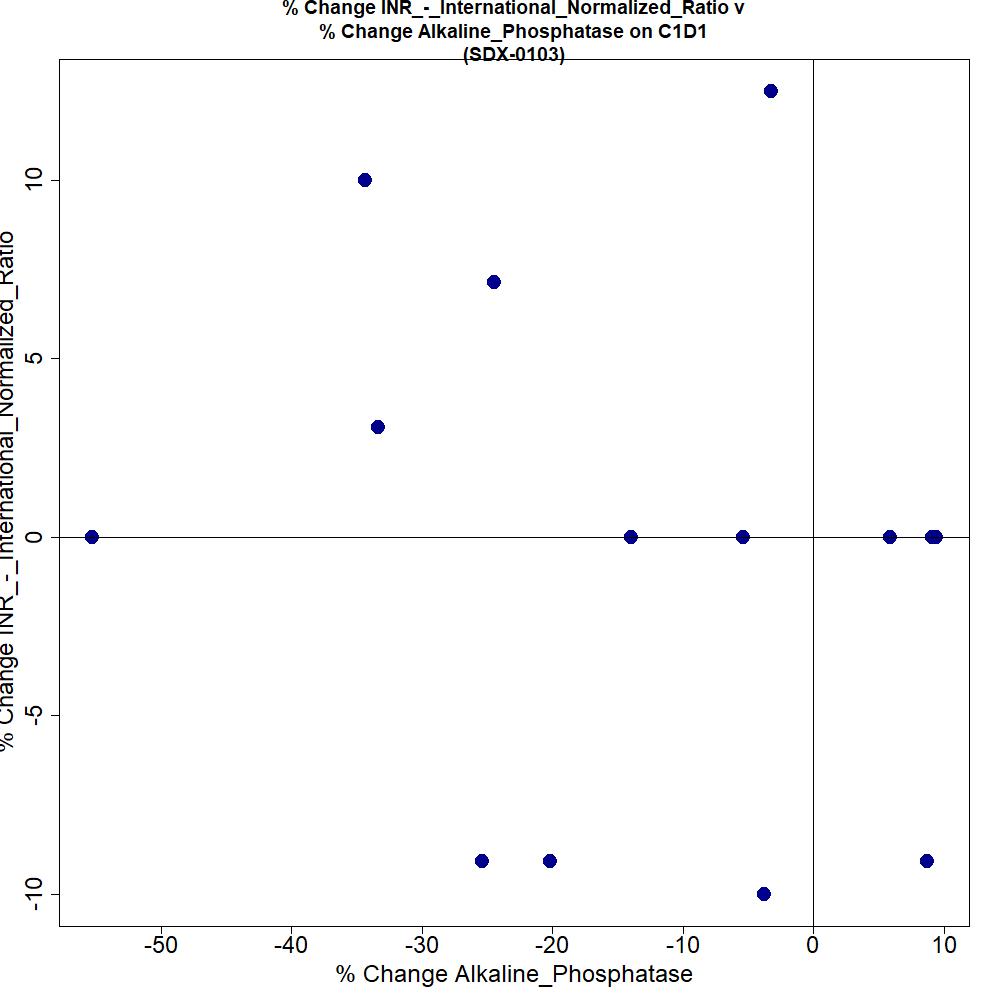 % Change INR_-_International_Normalized_Ratio v
% Change Alkaline_Phosphatase on C1D1
(SDX-0103)
% Change INR_-_International_Normalized_Ratio
10
5
0
-5
-10
-50
-40
-30
-20
-10
0
10
% Change Alkaline_Phosphatase